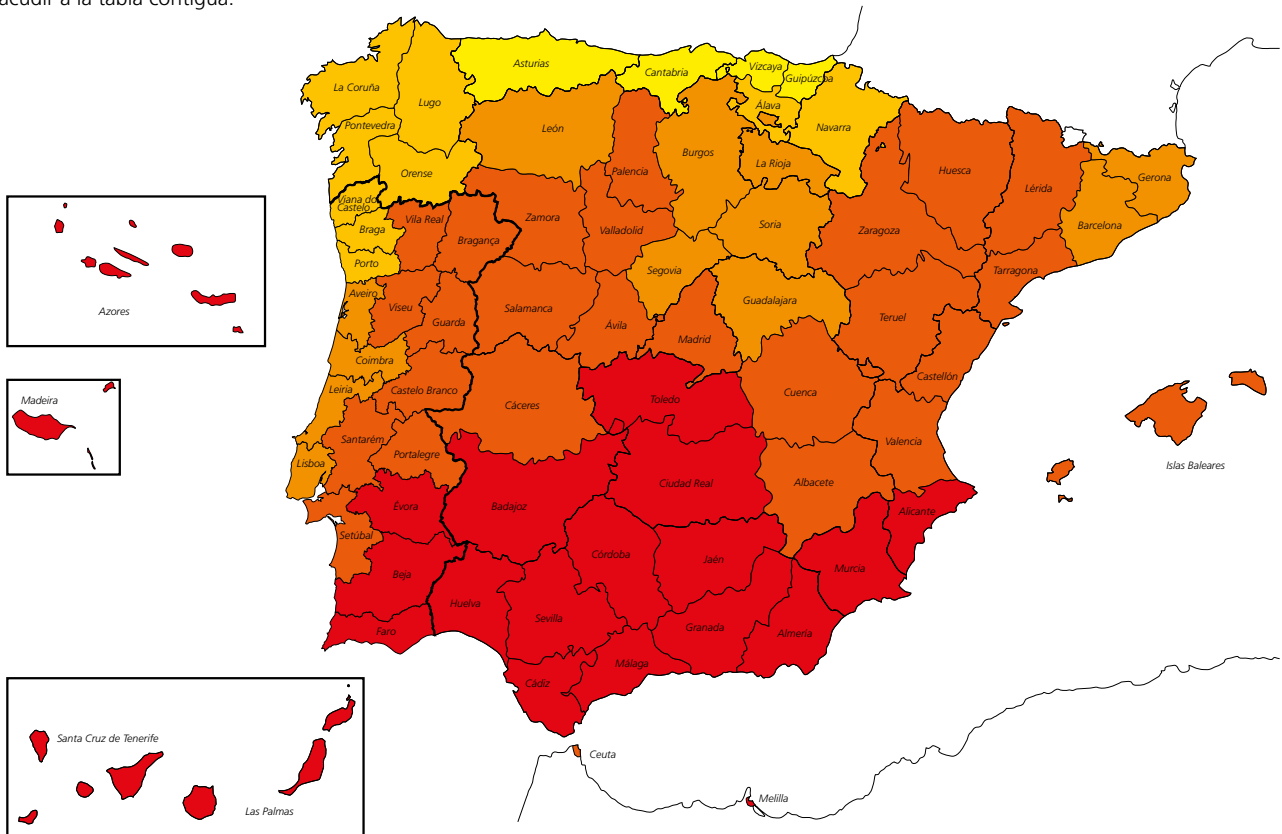 acudir a la tabla contigua.
Asturias
Cantabria
Vizcaya
Guipúzcoa
La Coruña
Lugo
Álava
Pontevedra
León
Navarra
Burgos
La Rioja
Orense
Palencia
Huesca
Lérida
Gerona
Viana do
Castelo
Braga
Vila Real
Bragança
Zamora
Valladolid
Soria
Zaragoza
Barcelona
Porto
Segovia
Tarragona
Aveiro
Viseu
Guarda
Salamanca
Ávila
Madrid
Guadalajara
Teruel
Azores
Coimbra
Leiria
Castelo Branco
Cáceres
Toledo
Cuenca
Castellón
Madeira
Santarém
Portalegre
Valencia
Lisboa
Ciudad Real
Albacete
Islas Baleares
Évora
Badajoz
Alicante
Setúbal
Beja
Córdoba
Jaén
Murcia
Huelva
Sevilla
Granada
Almería
Faro
Málaga
Cádiz
Santa Cruz de Tenerife
Las Palmas
Ceuta
Melilla